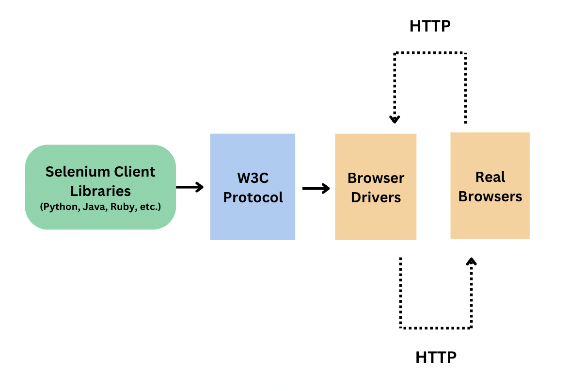 HTTP
Selenium Client
Libraries
(Python, Java, Ruby, etc.)
W3C
Protocol
Browser
Drivers
Real
Browsers
HTTP